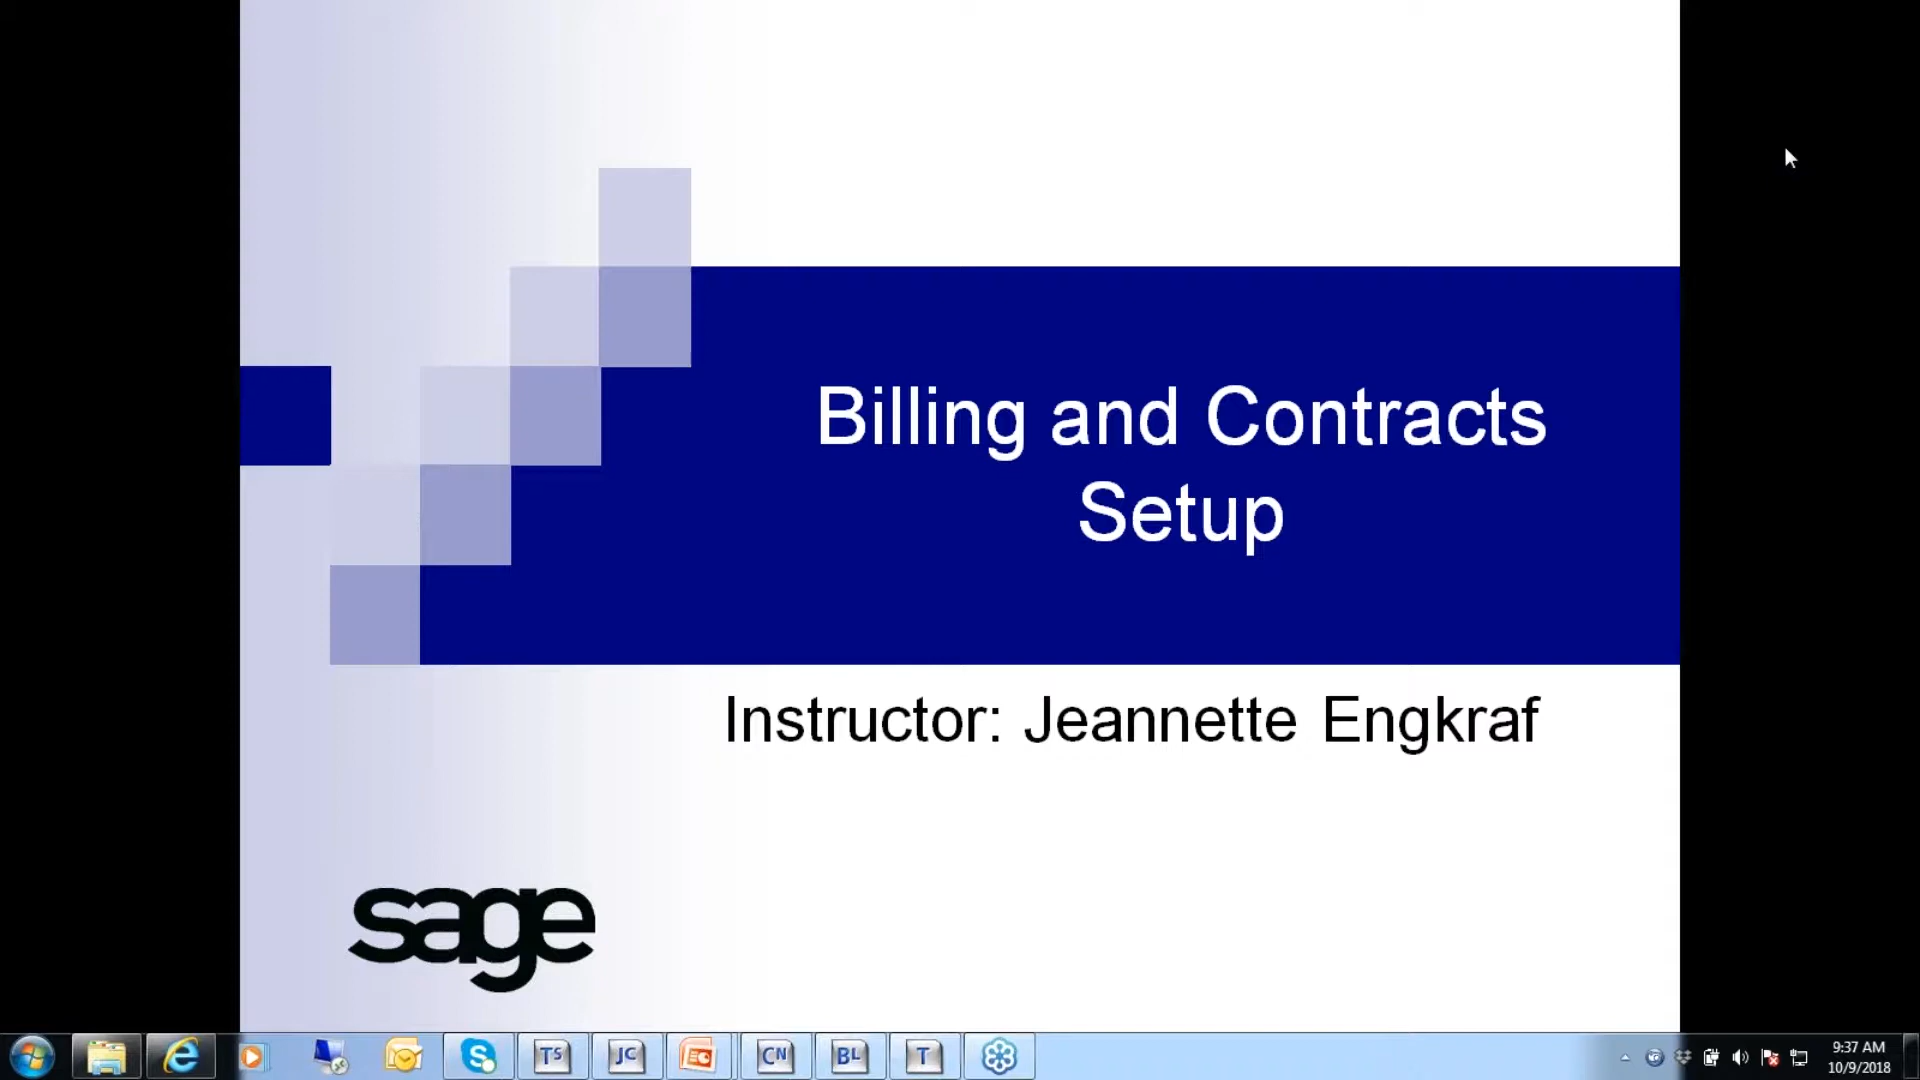 Billing and Contracts
Setup
Instructor: Jeannette Engkraf
sage
TS
JC
CN
BL
T
9:37 AM
10/9/2018